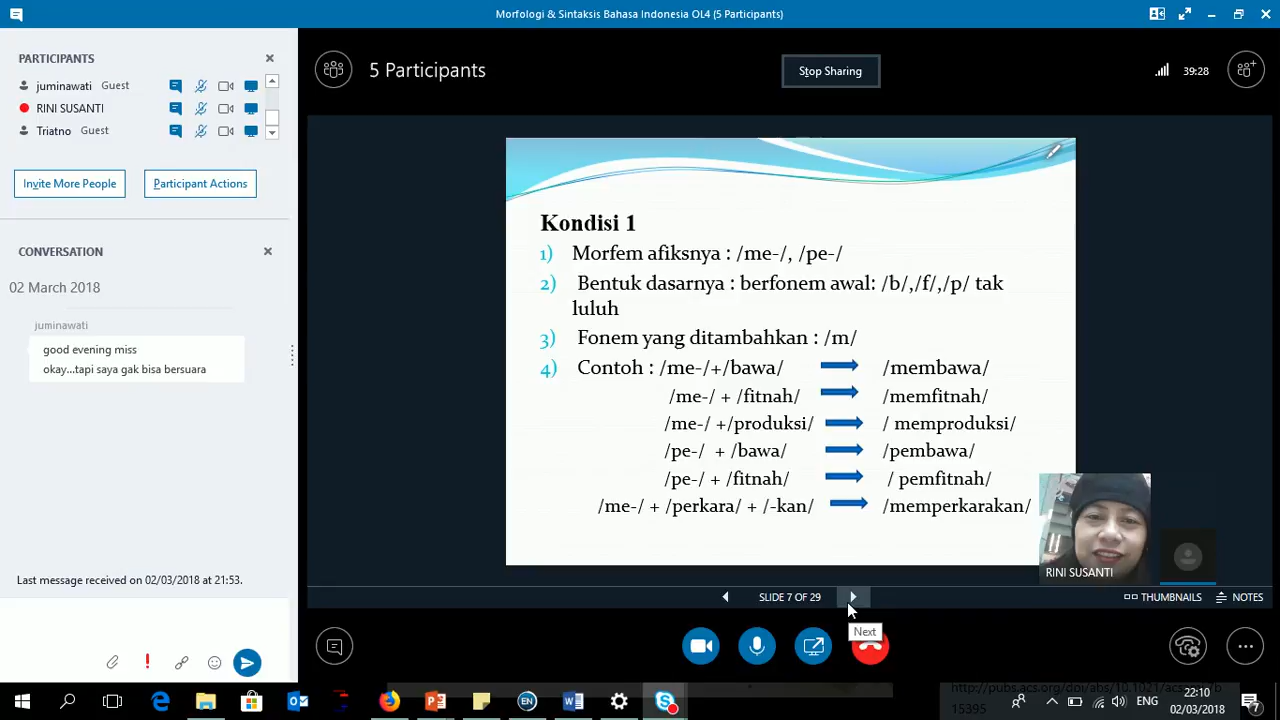 Morfologi & Sintaksis Bahasa Indonesia OL4 (5 Participants)
PARTICIPANTS
juminawati Guest
RINI SUSANTI
Triatno Guest
Invite More People
Participant Actions
CONVERSATION
02 March 2018
juminawati
good evening miss
okay...tapi saya gak bisa bersuara
Last message received on 02/03/2018 at 21:53.
5 Participants
Stop Sharing
39:28
Kondisi 1
1) Morfem afiksnya : /me-/, /pe-/
2) Bentuk dasarnya : berfonem awal: /b/,/f/,/p/ tak
luluh
3) Fonem yang ditambahkan : /m/
4) Contoh : /me-/+/bawa/ /membawa/
/me-/ + /fitnah/ /memfitnah/
/me-/ +/produksi/ / memproduksi/
/pe-/ + /bawa/ /pembawa/
/pe-/ + /fitnah/ / pemfitnah/
/me-/ + /perkara/ + /-kan/ /memperkarakan/
RINI SUSANTI
SLIDE 7 OF 29
THUMBNAILS
NOTES
Next
ENG
22:10
02/03/2018
7